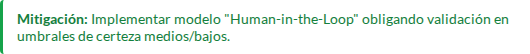 Mitigación: Implementar modelo "Human-in-the-Loop" obligando validación en
umbrales de certeza medios/bajos.